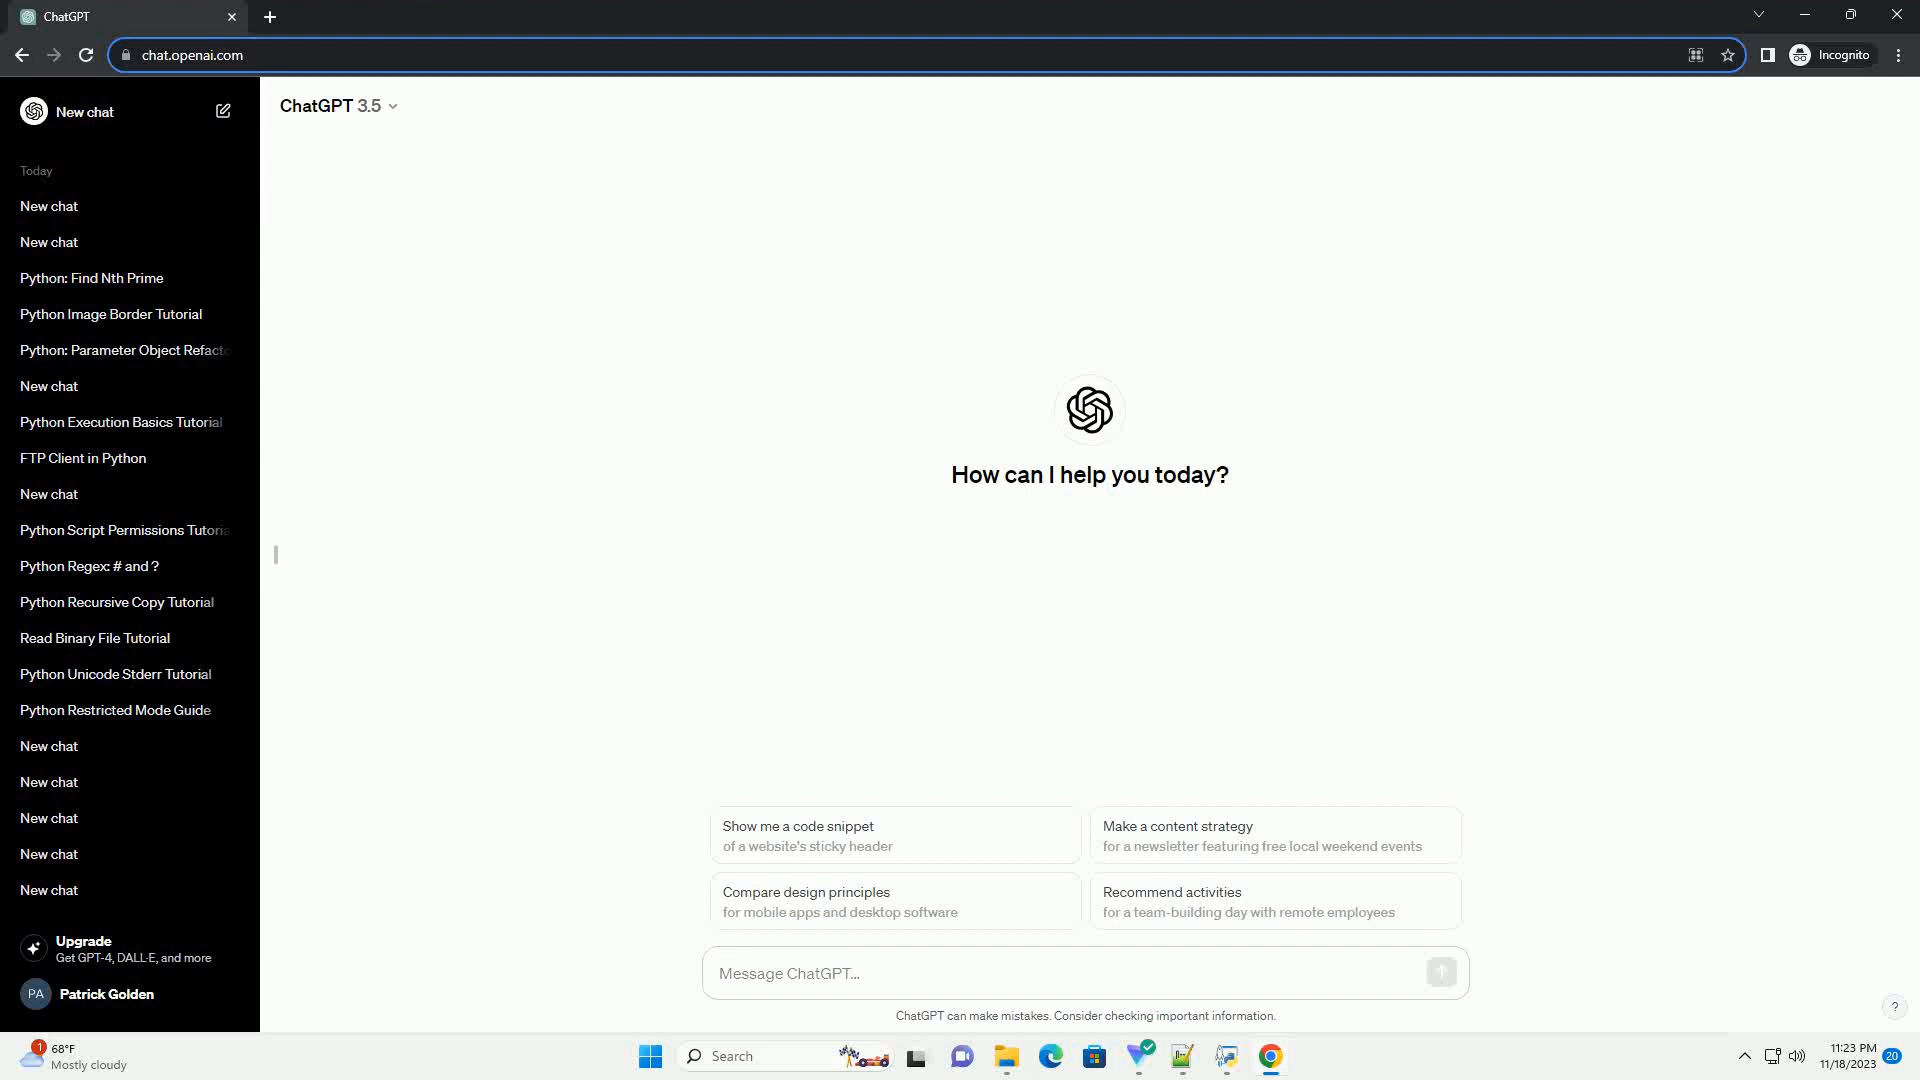 ChatGPT
chat.openai.com
Incognito
New chat
ChatGPT 3.5
Today
New chat
New chat
Python: Find Nth Prime
Python Image Border Tutorial
Python: Parameter Object Refacto
New chat
Python Execution Basics Tutorial
FTP Client in Python
New chat
Python Script Permissions Tutoria
Python Regex: # and ?
Python Recursive Copy Tutorial
Read Binary File Tutorial
Python Unicode Stderr Tutorial
Python Restricted Mode Guide
New chat
New chat
New chat
New chat
New chat
Upgrade
Get GPT-4, DALL·E, and more
PA
Patrick Golden
How can I help you today?
Show me a code snippet
of a website's sticky header
Make a content strategy
for a newsletter featuring free local weekend events
Compare design principles
for mobile apps and desktop software
Recommend activities
for a team-building day with remote employees
Message ChatGPT...
ChatGPT can make mistakes. Consider checking important information.
?
1
68°F
Mostly cloudy
Search
11:23 PM
11/18/2023
20